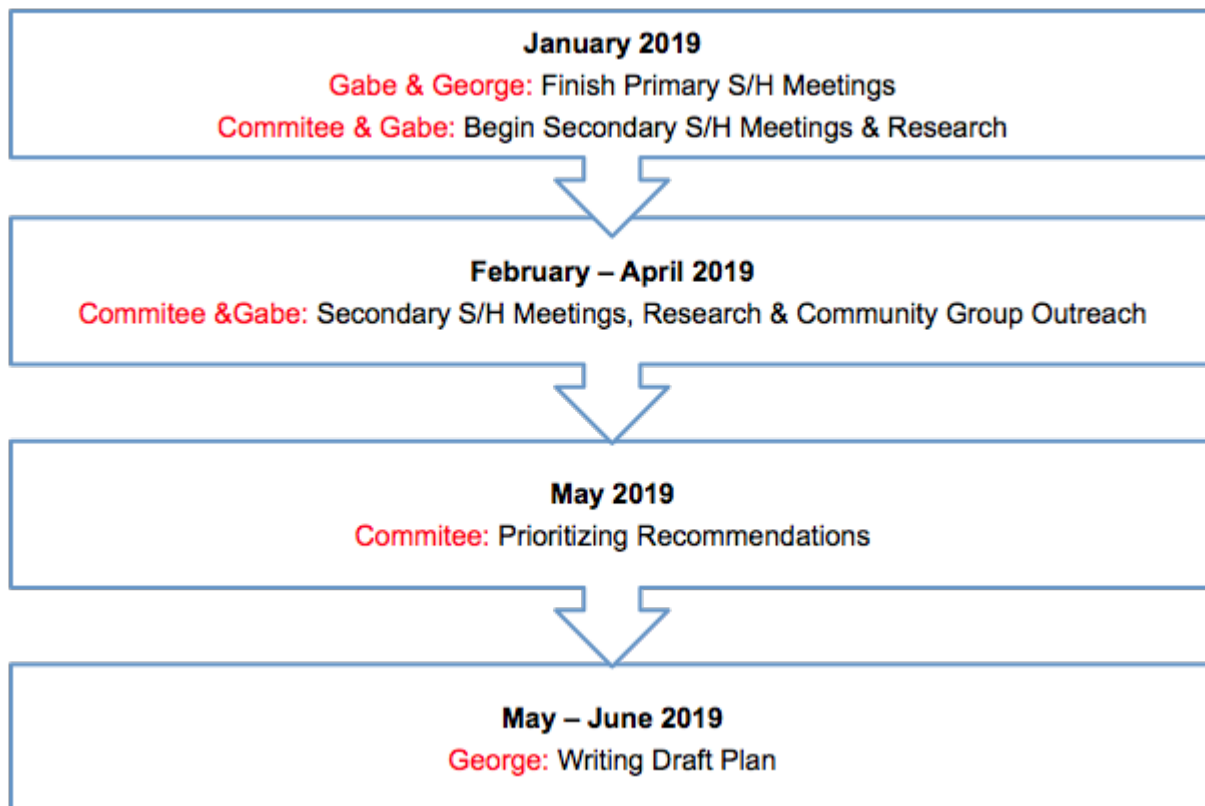 January 2019
Gabe & George: Finish Primary S/H Meetings
Commitee & Gabe: Begin Secondary S/H Meetings & Research
February – April 2019
Commitee &Gabe: Secondary S/H Meetings, Research & Community Group Outreach
May 2019
Commitee: Prioritizing Recommendations
May – June 2019
George: Writing Draft Plan